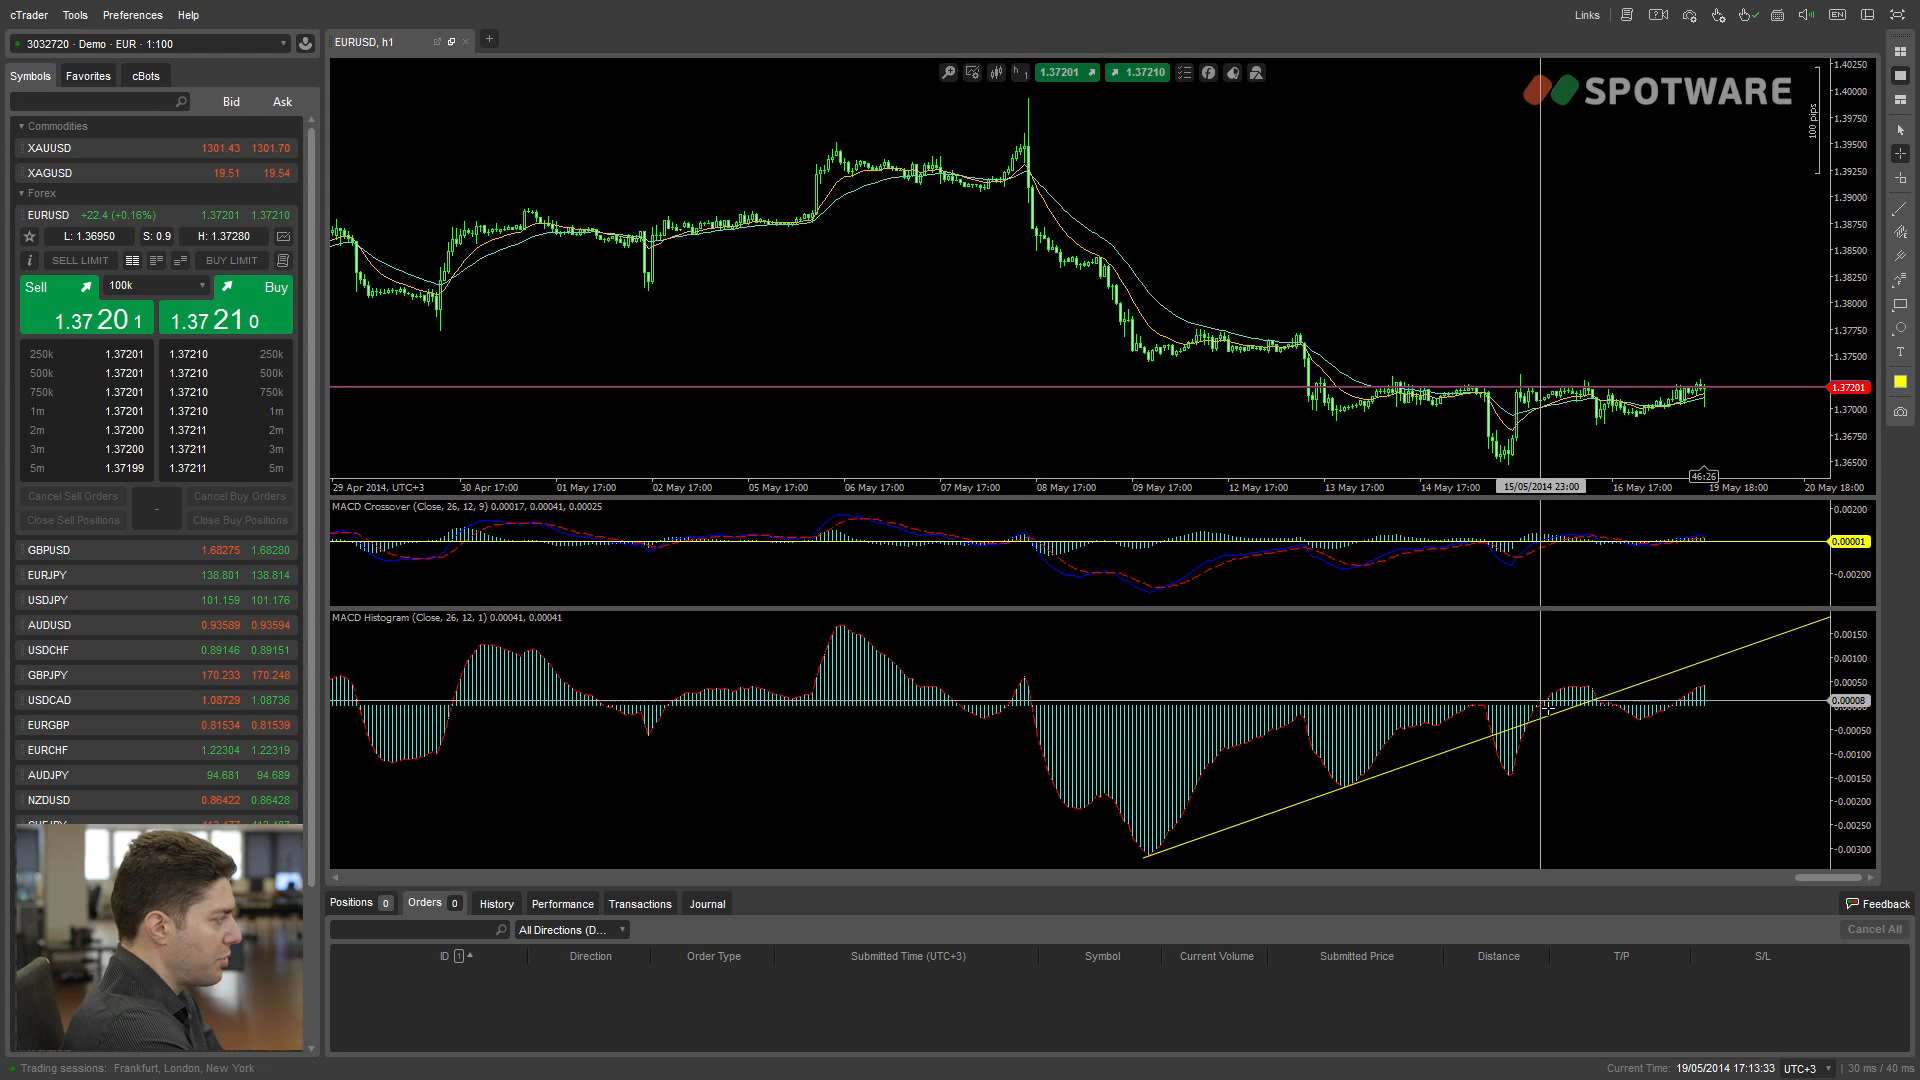 cTrader Tools Preferences Help
Links
EN
3032720 · Demo · EUR · 1:100
EURUSD, h1
Symbols Favorites cBots
Bid Ask
Commodities
XAUUSD 1301.43 1301.70
XAGUSD 19.51 19.54
Forex
EURUSD +22.4 (+0.16%) 1.37201 1.37210
L: 1.36950 S: 0.9 H: 1.37280
SELL LIMIT BUY LIMIT
Sell 100k Buy
1.37 20 1 1.37 21 0
250k 1.37201 1.37210 250k
500k 1.37201 1.37210 500k
750k 1.37201 1.37210 750k
1m 1.37201 1.37210 1m
2m 1.37200 1.37211 2m
3m 1.37200 1.37211 3m
5m 1.37199 1.37211 5m
Cancel Sell Orders - Cancel Buy Orders
Close Sell Positions Close Buy Positions
GBPUSD 1.68275 1.68280
EURJPY 138.801 138.814
USDJPY 101.159 101.176
AUDUSD 0.93589 0.93594
USDCHF 0.89146 0.89151
GBPJPY 170.233 170.248
USDCAD 1.08729 1.08736
EURGBP 0.81534 0.81539
EURCHF 1.22304 1.22319
AUDJPY 94.681 94.689
NZDUSD 0.86422 0.86428
h 1 1.37201 1.37210
SPOTWARE
100 pips
1.40250
1.40000
1.39750
1.39500
1.39250
1.39000
1.38750
1.38500
1.38250
1.38000
1.37750
1.37500
1.37201
1.37000
1.36750
1.36500
46:26
29 Apr 2014, UTC+3 30 Apr 17:00 01 May 17:00 02 May 17:00 05 May 17:00 06 May 17:00 07 May 17:00 08 May 17:00 09 May 17:00 12 May 17:00 13 May 17:00 14 May 17:00 15/05/2014 23:00 16 May 17:00 19 May 18:00 20 May 18:00
MACD Crossover (Close, 26, 12, 9) 0.00017, 0.00041, 0.00025
0.00200
0.00001
-0.00200
MACD Histogram (Close, 26, 12, 1) 0.00041, 0.00041
0.00150
0.00100
0.00050
0.00008
-0.00050
-0.00100
-0.00150
-0.00200
-0.00250
-0.00300
T
Positions 0 Orders 0 History Performance Transactions Journal
Feedback
All Directions (D...
Cancel All
ID 1 Direction Order Type Submitted Time (UTC+3) Symbol Current Volume Submitted Price Distance T/P S/L
Trading sessions: Frankfurt, London, New York
Current Time: 19/05/2014 17:13:33 UTC+3 30 ms / 40 ms